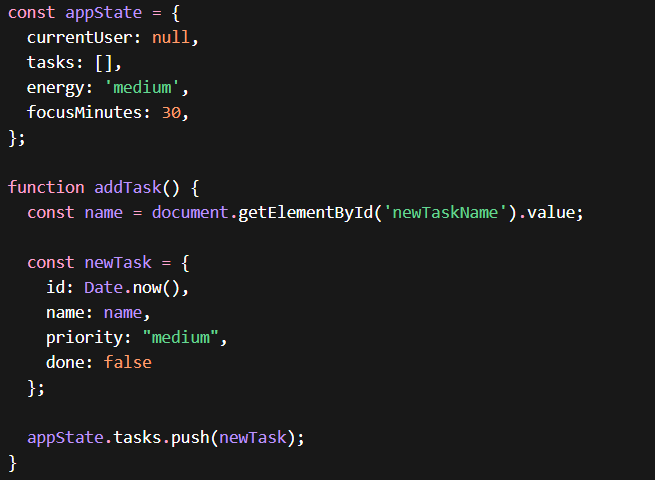 const appState = {
  currentUser: null,
  tasks: [],
  energy: 'medium',
  focusMinutes: 30,
};

function addTask() {
  const name = document.getElementById('newTaskName').value;

  const newTask = {
    id: Date.now(),
    name: name,
    priority: "medium",
    done: false
  };

  appState.tasks.push(newTask);
}